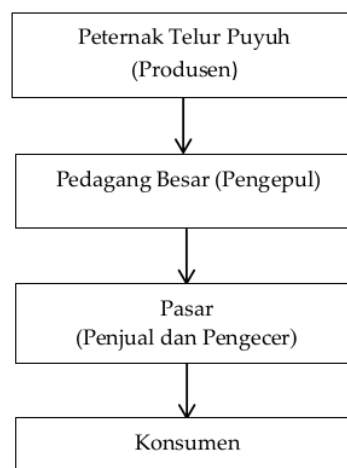 Peternak Telur Puyuh
(Produsen)
Pedagang Besar (Pengepul)
Pasar
(Penjual dan Pengecer)
Konsumen